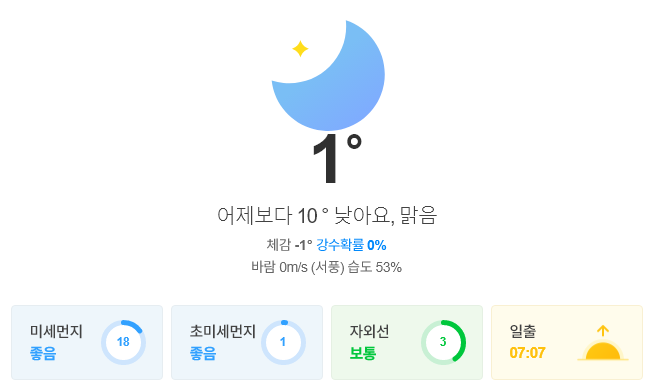 1°
어제보다 10° 낮아요, 맑음
체감 -1° 강수확률 0%
바람 0m/s (서풍) 습도 53%
미세먼지
좋음
18
초미세먼지
좋음
1
자외선
보통
3
일출
07:07